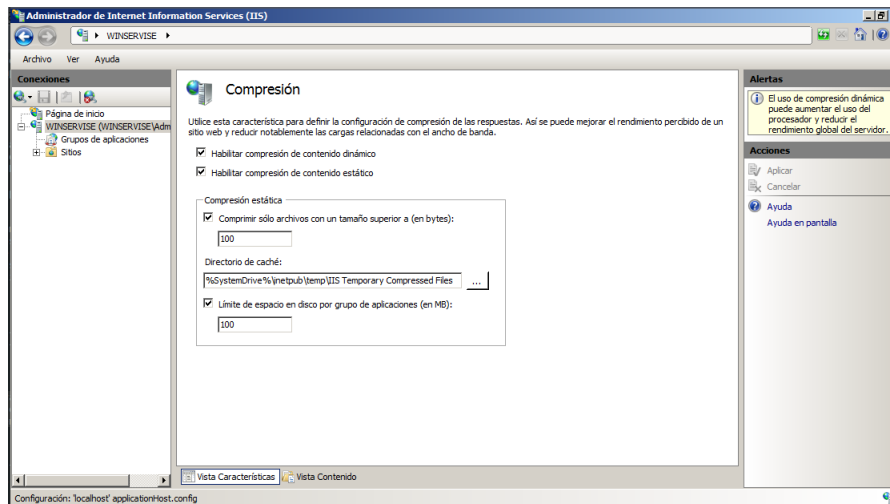 Administrador de Internet Information Services (IIS)
WINSERVISE
Archivo Ver Ayuda
Conexiones
Página de inicio
WINSERVISE (WINSERVISE\Adm
Grupos de aplicaciones
Sitios
Compresión
Utilice esta característica para definir la configuración de compresión de las respuestas. Así se puede mejorar el rendimiento percibido de un
sitio web y reducir notablemente las cargas relacionadas con el ancho de banda.
Habilitar compresión de contenido dinámico
Habilitar compresión de contenido estático
Compresión estática
Comprimir sólo archivos con un tamaño superior a (en bytes):
100
Directorio de caché:
%SystemDrive%\inetpub\temp\IIS Temporary Compressed Files
...
Límite de espacio en disco por grupo de aplicaciones (en MB):
100
Vista Características Vista Contenido
Alertas
El uso de compresión dinámica
puede aumentar el uso del
procesador y reducir el
rendimiento global del servidor.
Acciones
Aplicar
Cancelar
Ayuda
Ayuda en pantalla
Configuración: 'localhost' applicationHost.config